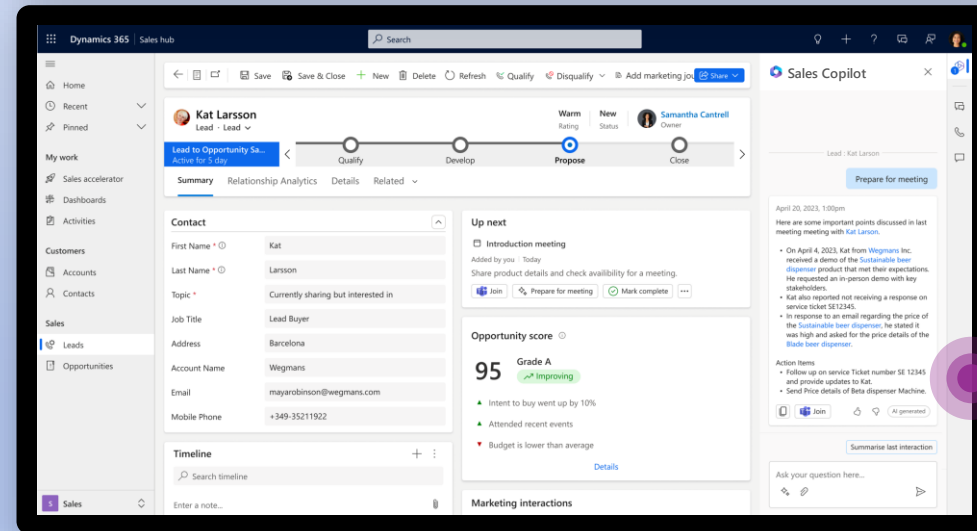 Dynamics 365 Sales hub
Search
Home
Recent
Pinned
My work
Sales accelerator
Dashboards
Activities
Customers
Accounts
Contacts
Sales
Leads
Opportunities
S Sales
Save Save & Close New Delete Refresh Qualify Disqualify Add marketing jou Share
Kat Larsson
Lead · Lead
Warm
Rating
New
Status
Samantha Cantrell
Owner
Lead to Opportunity Sa...
Active for 5 day
Qualify Develop Propose Close
Summary Relationship Analytics Details Related
Contact
First Name * Kat
Last Name * Larsson
Topic * Currently sharing but interested in
Job Title Lead Buyer
Address Barcelona
Account Name Wegmans
Email mayarobinson@wegmans.com
Mobile Phone +349-35211922
Timeline
Search timeline
Enter a note...
Up next
Introduction meeting
Added by you Today
Share product details and check availibility for a meeting.
Join Prepare for meeting Mark complete
Opportunity score
95
Grade A
Improving
Intent to buy went up by 10%
Attended recent events
Budget is lower than average
Details
Marketing interactions
Sales Copilot
Lead : Kat Larson
Prepare for meeting
April 20, 2023, 1:00pm
Here are some important points discussed in last
meeting meeting with Kat Larson.
• On April 4, 2023, Kat from Wegmans Inc.
received a demo of the Sustainable beer
dispenser product that met their expectations.
He requested an in-person demo with key
stakeholders.
• Kat also reported not receiving a response on
service ticket SE12345.
• In response to an email regarding the price of
the Sustainable beer dispenser, he stated it
was high and asked for the price details of the
Blade beer dispenser.
Action Items
• Follow up on service Ticket number SE 12345
and provide updates to Kat.
• Send Price details of Beta dispenser Machine.
Join AI generated
Summarise last interaction
Ask your question here...